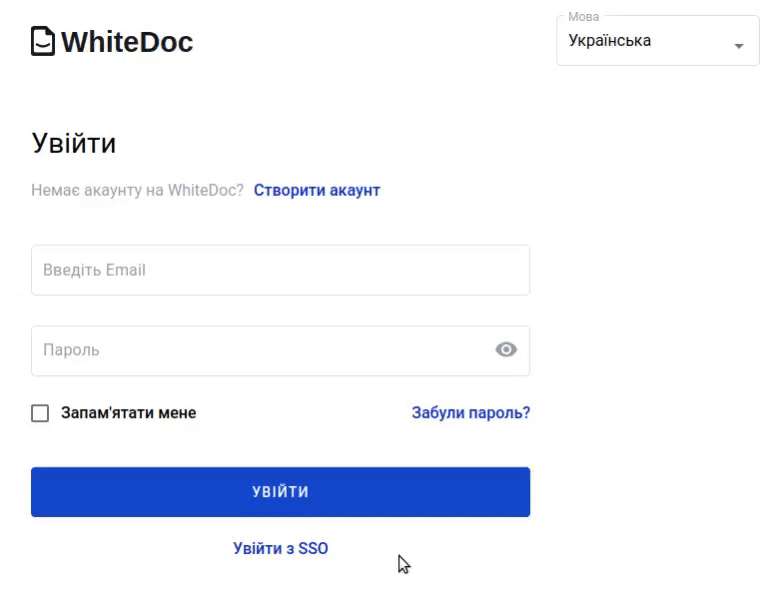 WhiteDoc
Мова
Українська
Увійти
Немає акаунту на WhiteDoc? Створити акаунт
Введіть Email
Пароль
Запам'ятати мене Забули пароль?
УВІЙТИ
Увійти з SSO